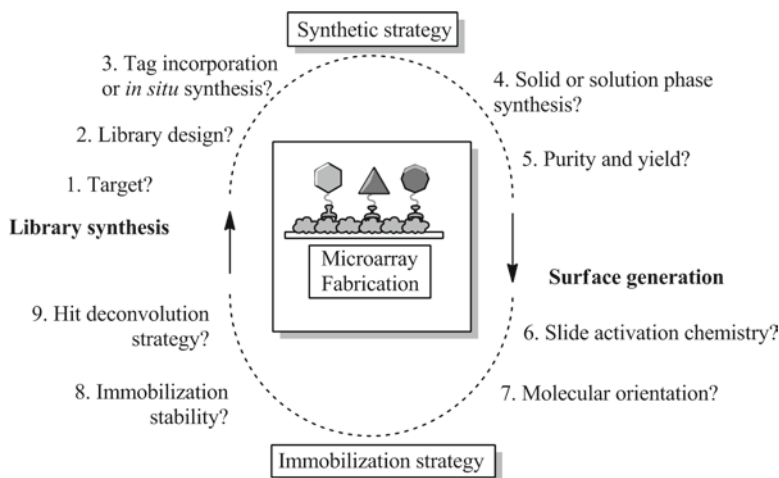 Synthetic strategy
3. Tag incorporation
or in situ synthesis?
4. Solid or solution phase
synthesis?
2. Library design?
5. Purity and yield?
1. Target?
Library synthesis
Microarray
Fabrication
Surface generation
9. Hit deconvolution
strategy?
6. Slide activation chemistry?
8. Immobilization
stability?
7. Molecular orientation?
Immobilization strategy